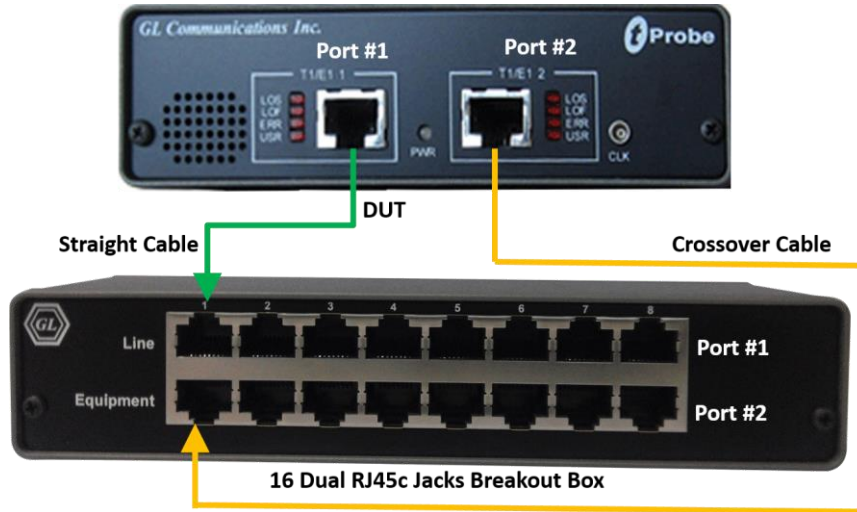 GL Communications Inc.
Port #1
Port #2
tProbe
T1/E1 1
T1/E1 2
LOS
LOF
ERR
USR
PWR
LOS
LOF
ERR
USR
CLK
DUT
Straight Cable
Crossover Cable
GL
1 2 3 4 5 6 7 8
Line
Port #1
Equipment
Port #2
16 Dual RJ45c Jacks Breakout Box